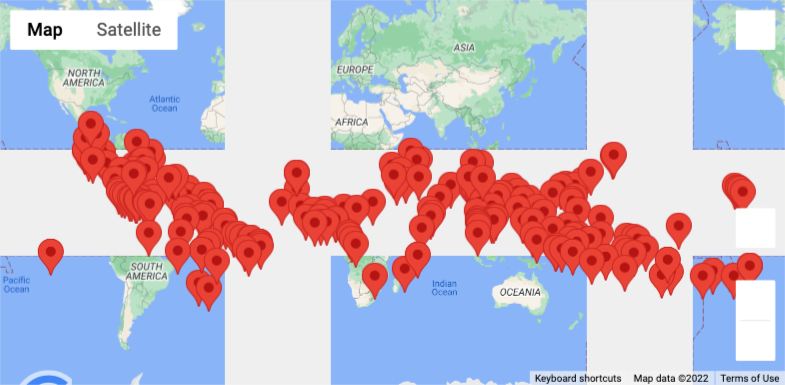 Map Satellite
ASIA
NORTH
AMERICA
EUROPE
Atlantic
Ocean
AFRICA
SOUTH
AMERICA
Pacific
Ocean
Indian
Ocean
OCEANIA
Keyboard shortcuts Map data ©2022 Terms of Use